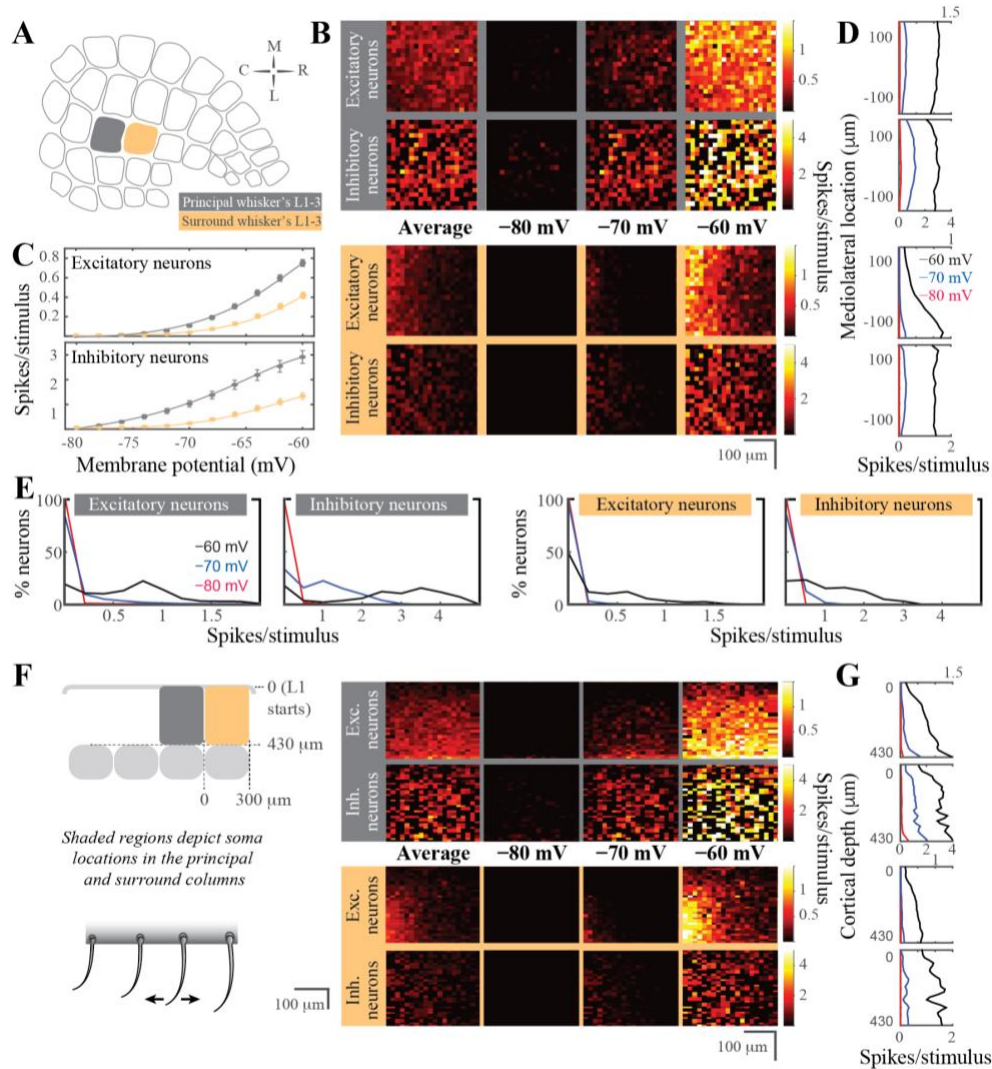 A
M
C
R
L
Principal whisker's L1-3
Surround whisker's L1-3
B
Excitatory
neurons
Inhibitory
neurons
Average
−80 mV
−70 mV
−60 mV
Excitatory
neurons
Inhibitory
neurons
1
0.5
4
2
1
0.5
4
2
Spikes/stimulus
100 µm
C
Excitatory neurons
0.8
0.6
0.4
0.2
Inhibitory neurons
3
2
1
-80
-75
-70
-65
-60
Spikes/stimulus
Membrane potential (mV)
D
1.5
100
-100
100
-100
0
2
4
1
100
-100
−60 mV
−70 mV
−80 mV
100
-100
0
2
Mediolateral location (µm)
Spikes/stimulus
E
% neurons
100
50
0
Excitatory neurons
−60 mV
−70 mV
−80 mV
0.5
1
1.5
Inhibitory neurons
1
2
3
4
Spikes/stimulus
% neurons
100
50
0
Excitatory neurons
0.5
1
1.5
Inhibitory neurons
1
2
3
4
Spikes/stimulus
F
0 (L1
starts)
430 µm
0
300 µm
Shaded regions depict soma
locations in the principal
and surround columns
100 µm
Exc.
neurons
Inh.
neurons
Average
−80 mV
−70 mV
−60 mV
Exc.
neurons
Inh.
neurons
1
0.5
4
2
1
0.5
4
2
Spikes/stimulus
100 µm
G
1.5
0
430
0
430
0
2
4
1
0
430
0
430
0
2
Cortical depth (µm)
Spikes/stimulus